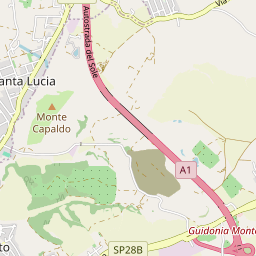 Via
Autostrada del Sole
anta Lucia
Monte
Capaldo
A1
Guidonia Monte
to
SP28B